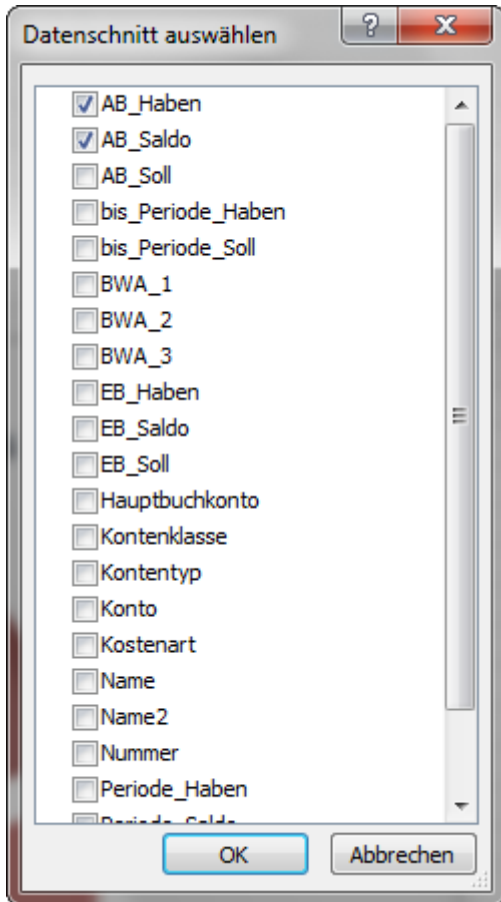 Datenschnitt auswählen
?
AB_Haben
AB_Saldo
AB_Soll
bis_Periode_Haben
bis_Periode_Soll
BWA_1
BWA_2
BWA_3
EB_Haben
EB_Saldo
EB_Soll
Hauptbuchkonto
Kontenklasse
Kontentyp
Konto
Kostenart
Name
Name2
Nummer
Periode_Haben
Periode_Saldo
OK Abbrechen